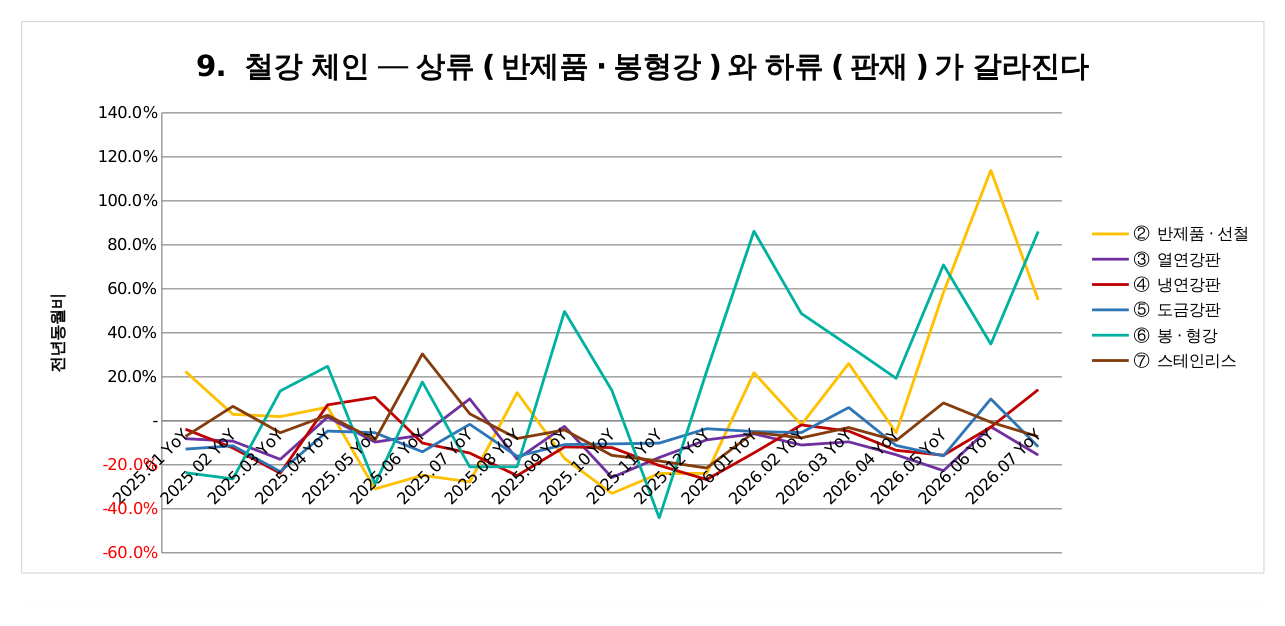 9. 철강 체인 — 상류 ( 반제품 · 봉형강 ) 와 하류 ( 판재 ) 가 갈라진다
140.0%
120.0%
100.0%
80.0%
60.0%
40.0%
20.0%
-
-20.0%
-40.0%
-60.0%
전년동월비
2025.01 YoY
2025.02 YoY
2025.03 YoY
2025.04 YoY
2025.05 YoY
2025.06 YoY
2025.07 YoY
2025.08 YoY
2025.09 YoY
2025.10 YoY
2025.11 YoY
2025.12 YoY
2026.01 YoY
2026.02 YoY
2026.03 YoY
2026.04 YoY
2026.05 YoY
2026.06 YoY
2026.07 YoY
② 반제품 · 선철
③ 열연강판
④ 냉연강판
⑤ 도금강판
⑥ 봉 · 형강
⑦ 스테인리스